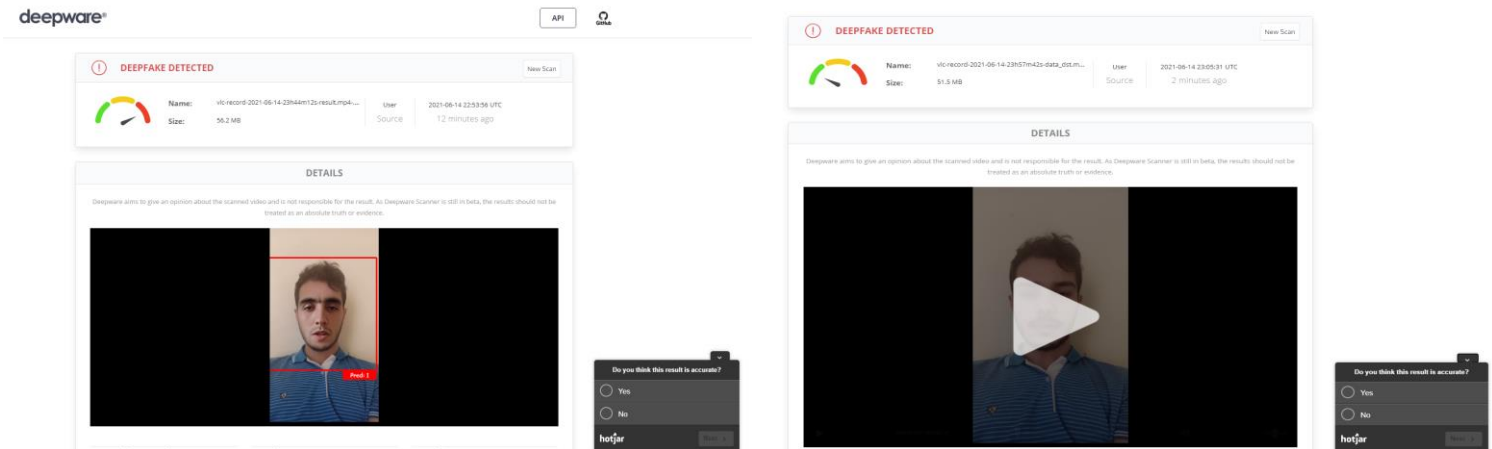 deepware®
API
GitHub
DEEPFAKE DETECTED
New Scan
Name:
vlc-record-2021-06-14-23h44m12s-result.mp4-...
User
2021-06-14 22:53:56 UTC
Size:
56.2 MB
Source
12 minutes ago
DETAILS
Deepware aims to give an opinion about the scanned video and is not responsible for the result. As Deepware Scanner is still in beta, the results should not be
treated as an absolute truth or evidence.
Pred: 1
Do you think this result is accurate?
Yes
No
hotjar
Next
DEEPFAKE DETECTED
New Scan
Name:
vlc-record-2021-06-14-23h57m42s-data_dst.m...
User
2021-06-14 23:05:31 UTC
Size:
51.5 MB
Source
2 minutes ago
DETAILS
Deepware aims to give an opinion about the scanned video and is not responsible for the result. As Deepware Scanner is still in beta, the results should not be
treated as an absolute truth or evidence.
Do you think this result is accurate?
Yes
No
hotjar
Next